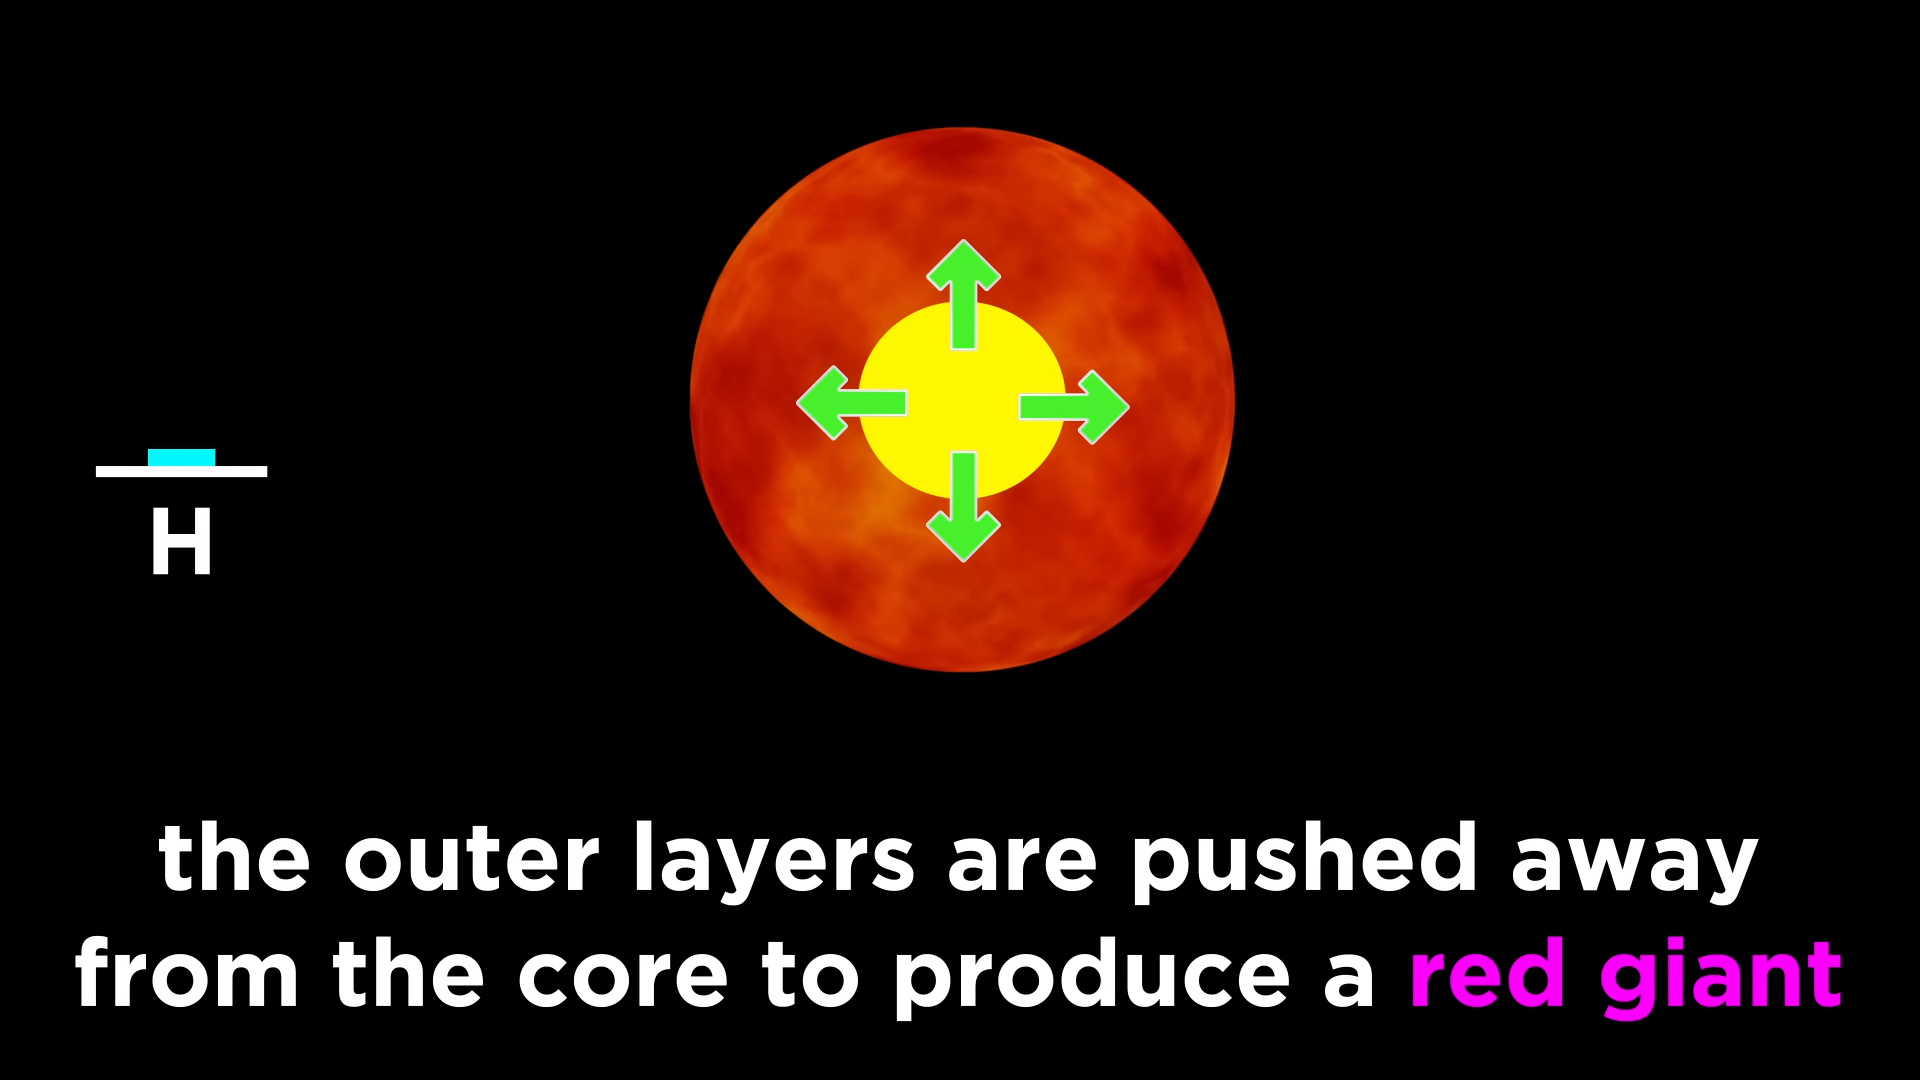 H
the outer layers are pushed away
from the core to produce a red giant